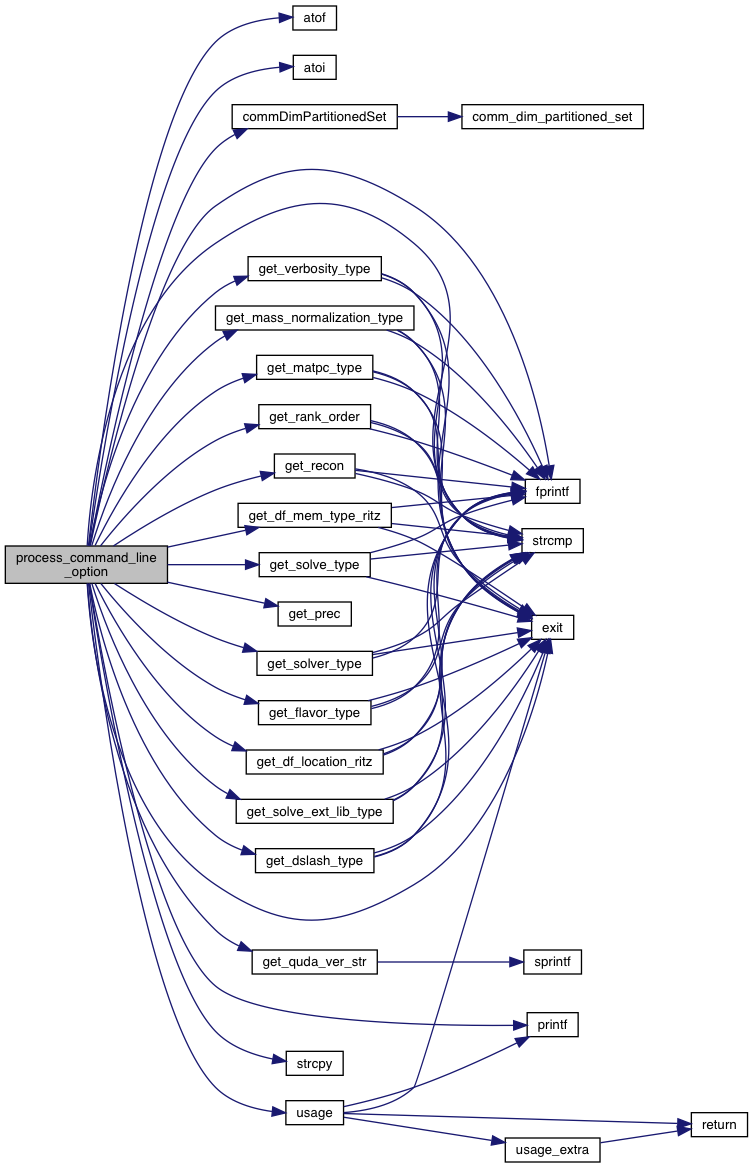 atof
atoi
commDimPartitionedSet
comm_dim_partitioned_set
get_verbosity_type
get_mass_normalization_type
get_matpc_type
get_rank_order
get_recon
fprintf
get_df_mem_type_ritz
strcmp
process_command_line
_option
get_solve_type
get_prec
exit
get_solver_type
get_flavor_type
get_df_location_ritz
get_solve_ext_lib_type
get_dslash_type
get_quda_ver_str
sprintf
printf
strcpy
usage
return
usage_extra